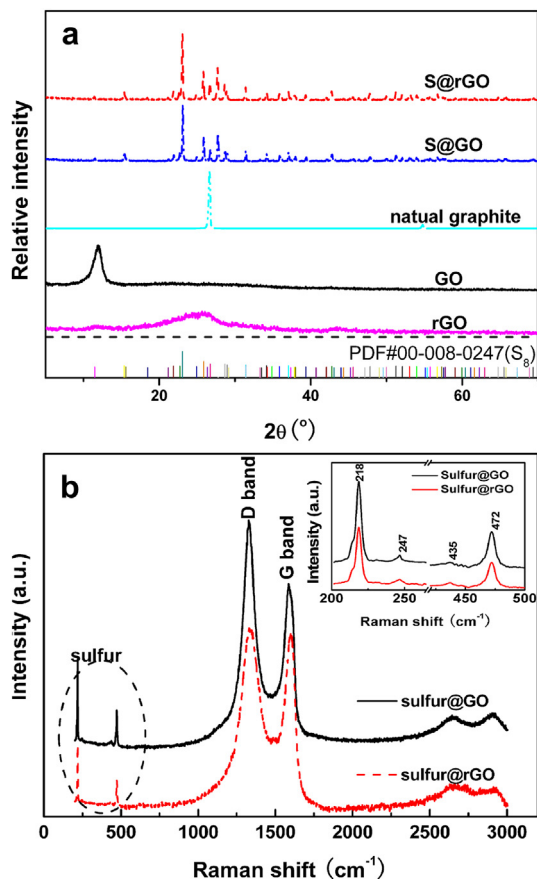 a
S@rGO
S@GO
natual graphite
GO
rGO
PDF#00-008-0247(S8)
Relative intensity
20 40 60
2θ (°)
b
D band
G band
sulfur
sulfur@GO
sulfur@rGO
Intensity (a.u.)
0 500 1000 1500 2000 2500 3000
Raman shift (cm-1)
Sulfur@GO
Sulfur@rGO
218
247
435
472
Intensity (a.u.)
200 250 450 500
Raman shift (cm-1)